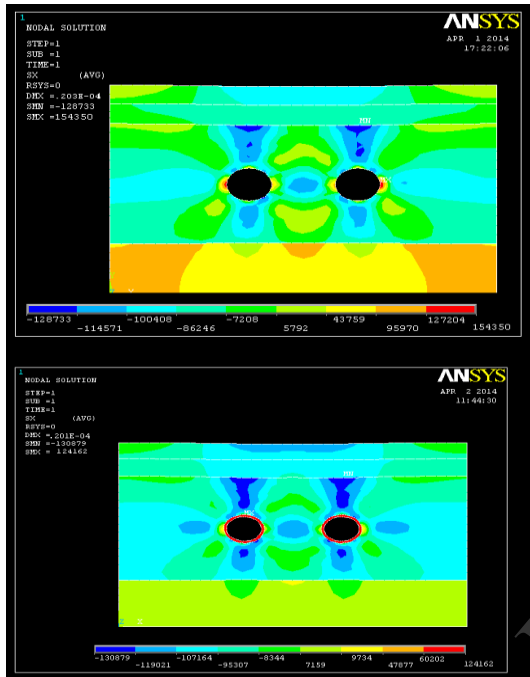 1
NODAL SOLUTION
STEP=1
SUB =1
TIME=1
SX (AVG)
RSYS=0
DMX =.203E-04
SMN =-128733
SMX =154350
ANSYS
APR 1 2014
17:22:06
MN
-128733 -100408 -7208 43759 127204
-114571 -86246 5792 95970 154350
1
NODAL SOLUTION
STEP=1
SUB =1
TIME=1
SX (AVG)
RSYS=0
DMX =.201E-04
SMN =-130879
SMX = 124162
ANSYS
APR 2 2014
11:44:30
MN
X
-130879 -107164 -8344 9734 60202
-119021 -95307 7159 47877 124162